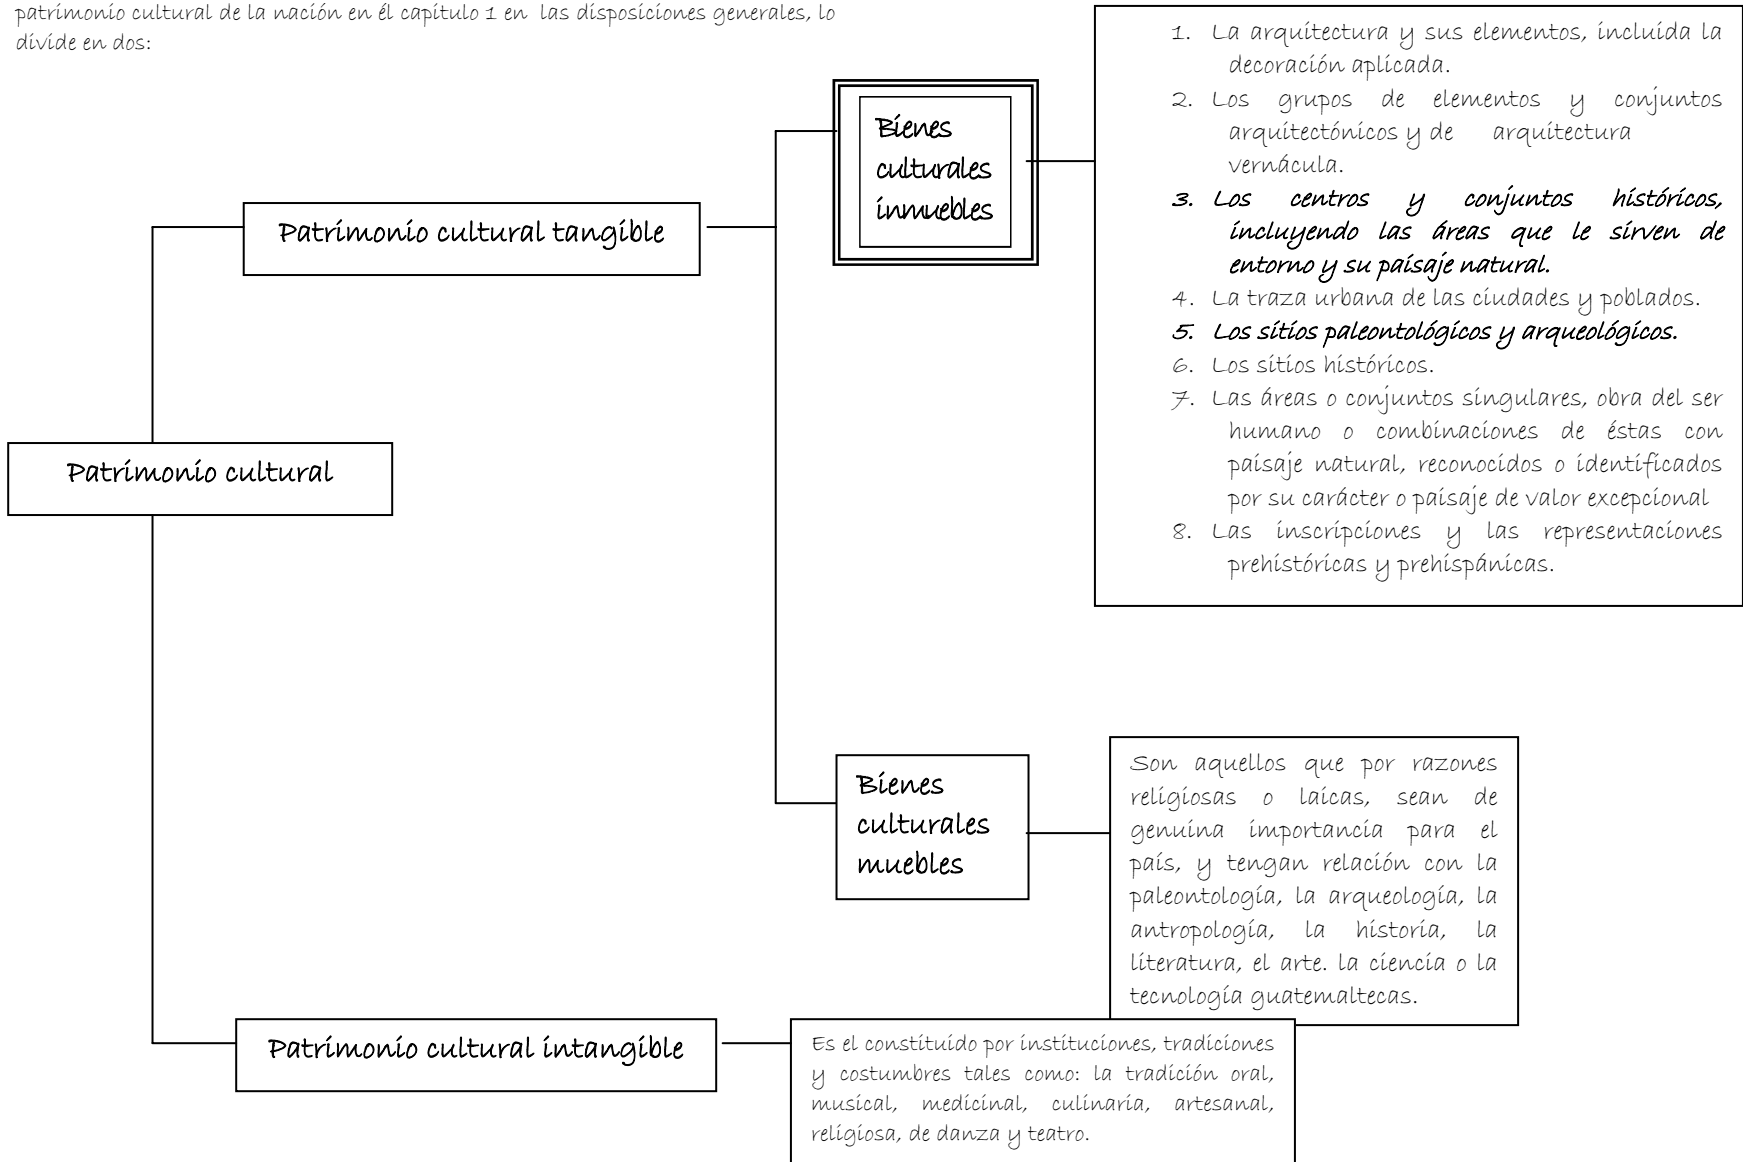 patrimonio cultural de la nación en él capitulo 1 en las disposiciones generales, lo
divide en dos:
Patrimonio cultural
Patrimonio cultural tangible
Bienes
culturales
inmuebles
1. La arquitectura y sus elementos, incluida la
decoración aplicada.
2. Los grupos de elementos y conjuntos
arquitectónicos y de arquitectura
vernácula.
3. Los centros y conjuntos históricos,
incluyendo las áreas que le sirven de
entorno y su paisaje natural.
4. La traza urbana de las ciudades y poblados.
5. Los sitios paleontológicos y arqueológicos.
6. Los sitios históricos.
7. Las áreas o conjuntos singulares, obra del ser
humano o combinaciones de éstas con
paisaje natural, reconocidos o identificados
por su carácter o paisaje de valor excepcional
8. Las inscripciones y las representaciones
prehistóricas y prehispánicas.
Bienes
culturales
muebles
Son aquellos que por razones
religiosas o laicas, sean de
genuina importancia para el
país, y tengan relación con la
paleontología, la arqueología, la
antropología, la historia, la
literatura, el arte. la ciencia o la
tecnología guatemaltecas.
Patrimonio cultural intangible
Es el constituido por instituciones, tradiciones
y costumbres tales como: la tradición oral,
musical, medicinal, culinaria, artesanal,
religiosa, de danza y teatro.